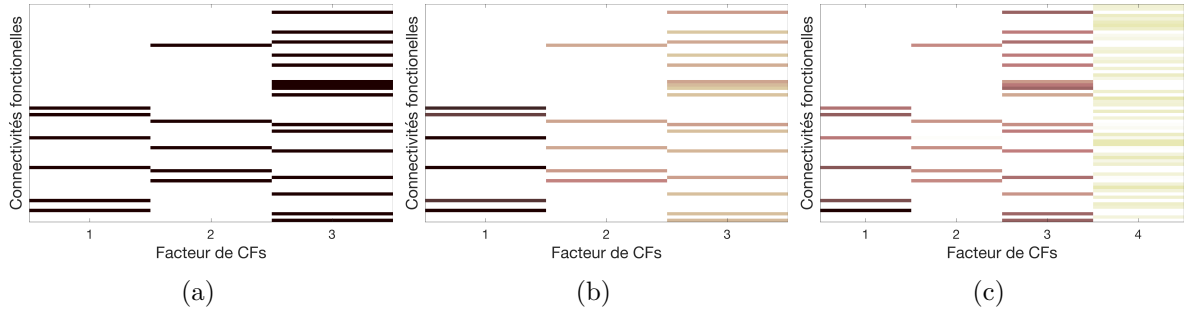 Connectivités fonctionelles
1 2 3
Facteur de CFs
(a)
Connectivités fonctionelles
1 2 3
Facteur de CFs
(b)
Connectivités fonctionelles
1 2 3 4
Facteur de CFs
(c)